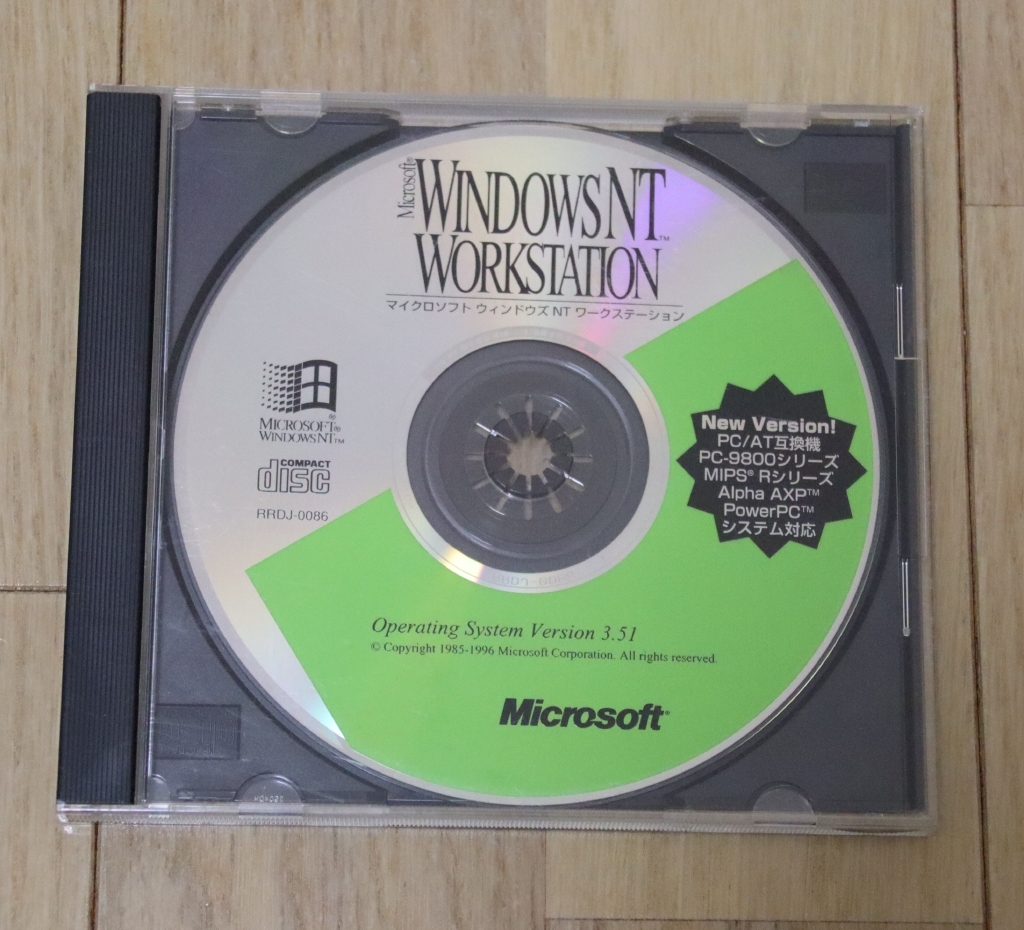 Microsoft®
WINDOWS NT™
WORKSTATION
マイクロソフト ウィンドウズ NT ワークステーション
MICROSOFT®
WINDOWS NT™
COMPACT
disc
RRDJ-0086
New Version!
PC/AT互換機
PC-9800シリーズ
MIPS® Rシリーズ
Alpha AXP™
PowerPC™
システム対応
Operating System Version 3.51
© Copyright 1985-1996 Microsoft Corporation. All rights reserved.
Microsoft®